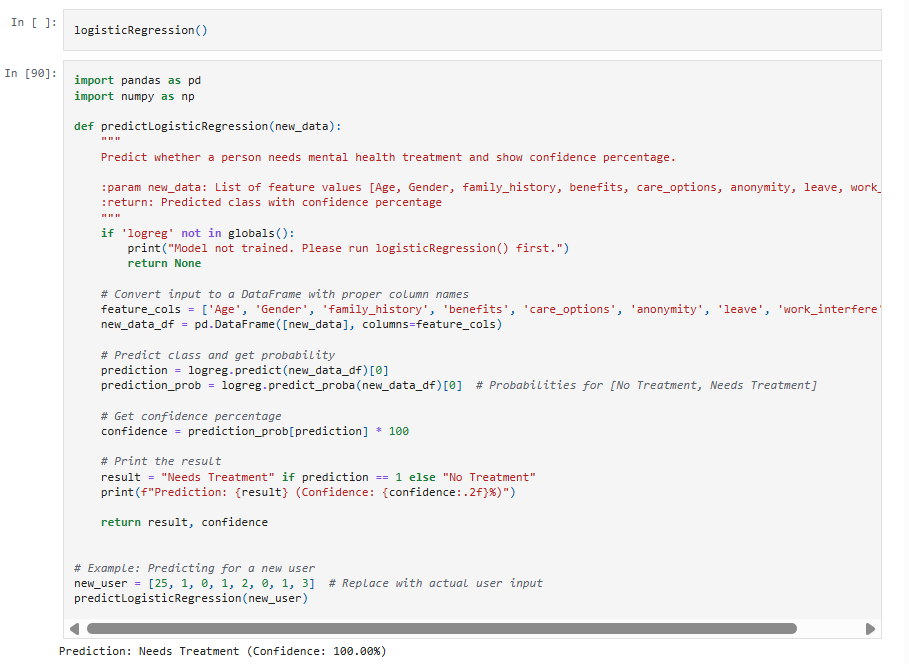 In [ ]:
logisticRegression()
In [90]:
import pandas as pd
import numpy as np
def predictLogisticRegression(new_data):
"""
Predict whether a person needs mental health treatment and show confidence percentage.
:param new_data: List of feature values [Age, Gender, family_history, benefits, care_options, anonymity, leave, work_
:return: Predicted class with confidence percentage
"""
if 'logreg' not in globals():
print("Model not trained. Please run logisticRegression() first.")
return None
# Convert input to a DataFrame with proper column names
feature_cols = ['Age', 'Gender', 'family_history', 'benefits', 'care_options', 'anonymity', 'leave', 'work_interfere'
new_data_df = pd.DataFrame([new_data], columns=feature_cols)
# Predict class and get probability
prediction = logreg.predict(new_data_df)[0]
prediction_prob = logreg.predict_proba(new_data_df)[0]  # Probabilities for [No Treatment, Needs Treatment]
# Get confidence percentage
confidence = prediction_prob[prediction] * 100
# Print the result
result = "Needs Treatment" if prediction == 1 else "No Treatment"
print(f"Prediction: {result} (Confidence: {confidence:.2f}%)")
return result, confidence
# Example: Predicting for a new user
new_user = [25, 1, 0, 1, 2, 0, 1, 3]  # Replace with actual user input
predictLogisticRegression(new_user)
Prediction: Needs Treatment (Confidence: 100.00%)